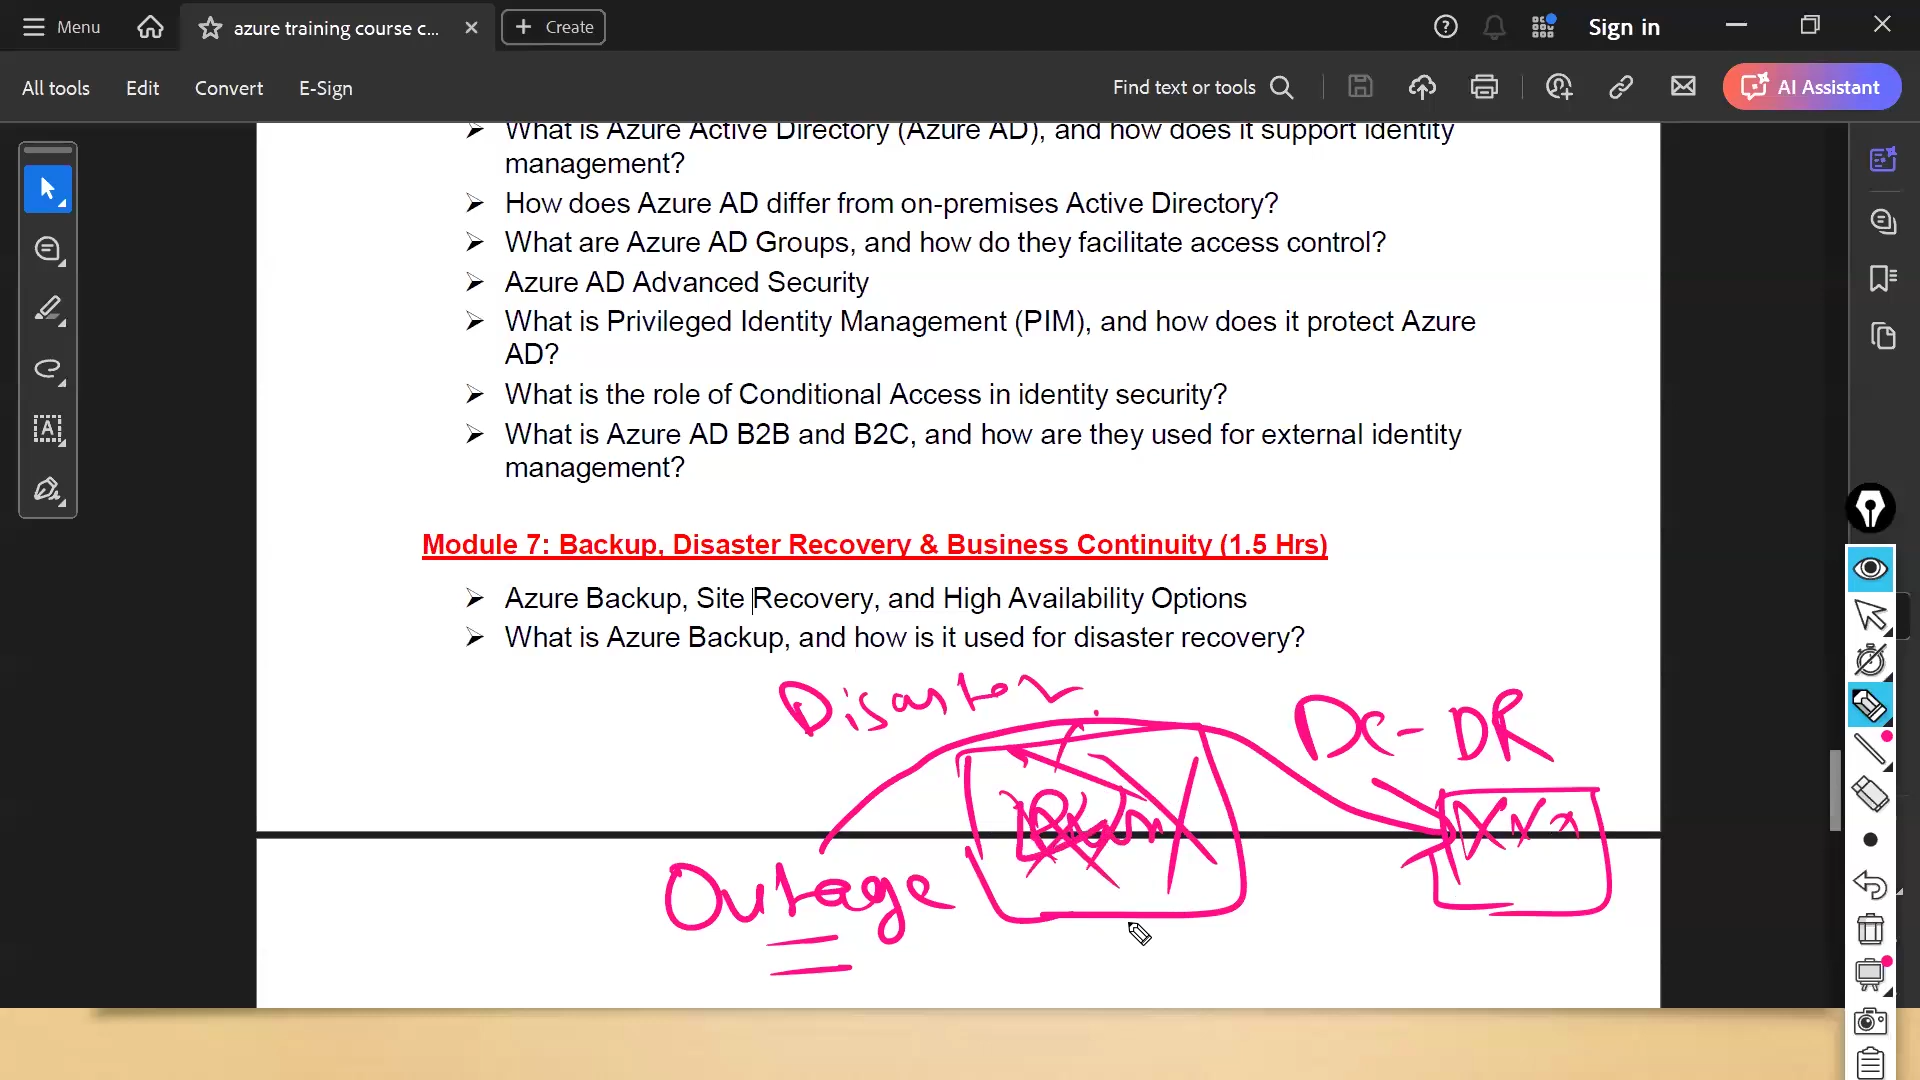 Menu
azure training course c...
Create
Sign in
All tools
Edit
Convert
E-Sign
Find text or tools
AI Assistant
What is Azure Active Directory (Azure AD), and how does it support identity
management?
How does Azure AD differ from on-premises Active Directory?
What are Azure AD Groups, and how do they facilitate access control?
Azure AD Advanced Security
What is Privileged Identity Management (PIM), and how does it protect Azure
AD?
What is the role of Conditional Access in identity security?
What is Azure AD B2B and B2C, and how are they used for external identity
management?
Module 7: Backup, Disaster Recovery & Business Continuity (1.5 Hrs)
Azure Backup, Site Recovery, and High Availability Options
What is Azure Backup, and how is it used for disaster recovery?
Disaster
DC-DR
Outage